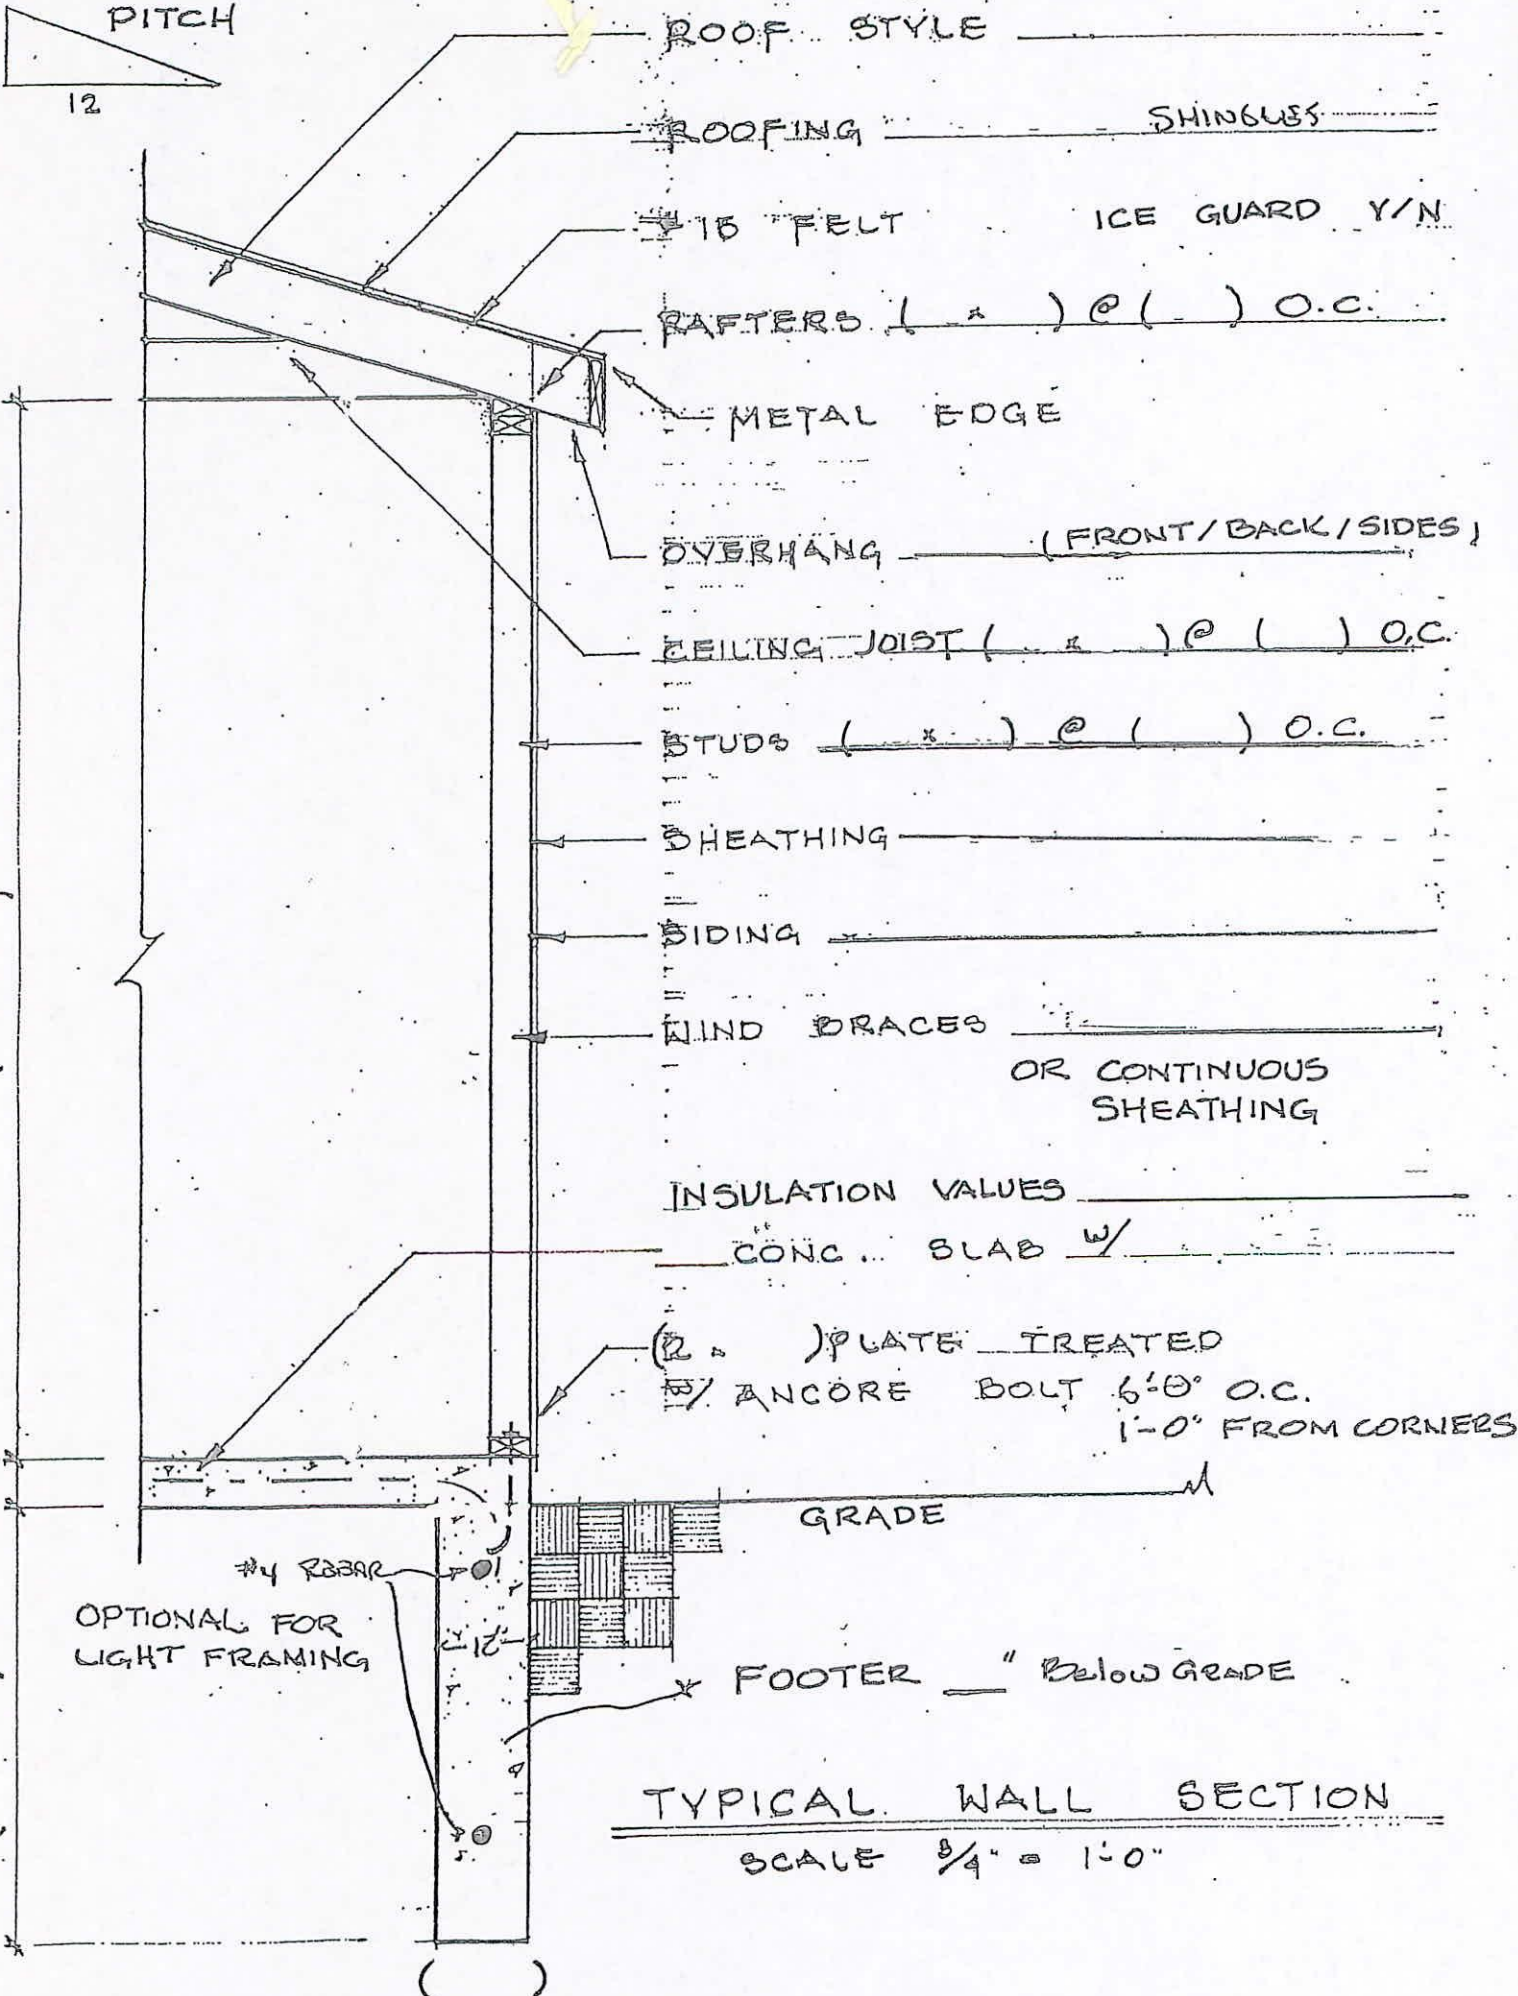 PITCH
12
ROOF STYLE
ROOFING SHINGLES
#15 FELT ICE GUARD Y/N
RAFTERS ( x ) @ ( ) O.C.
METAL EDGE
OVERHANG (FRONT/BACK/SIDES)
CEILING JOIST ( x ) @ ( ) O.C.
STUDS ( x ) @ ( ) O.C.
SHEATHING
SIDING
WIND BRACES
OR CONTINUOUS
SHEATHING
INSULATION VALUES
" CONC. SLAB W/
(2 x ) PLATE TREATED
W/ ANCORE BOLT 6'-0" O.C.
1'-0" FROM CORNERS
GRADE
#4 REBAR
OPTIONAL FOR
LIGHT FRAMING
12"
* FOOTER __" Below GRADE
TYPICAL WALL SECTION
SCALE 3/4" = 1'-0"
( )